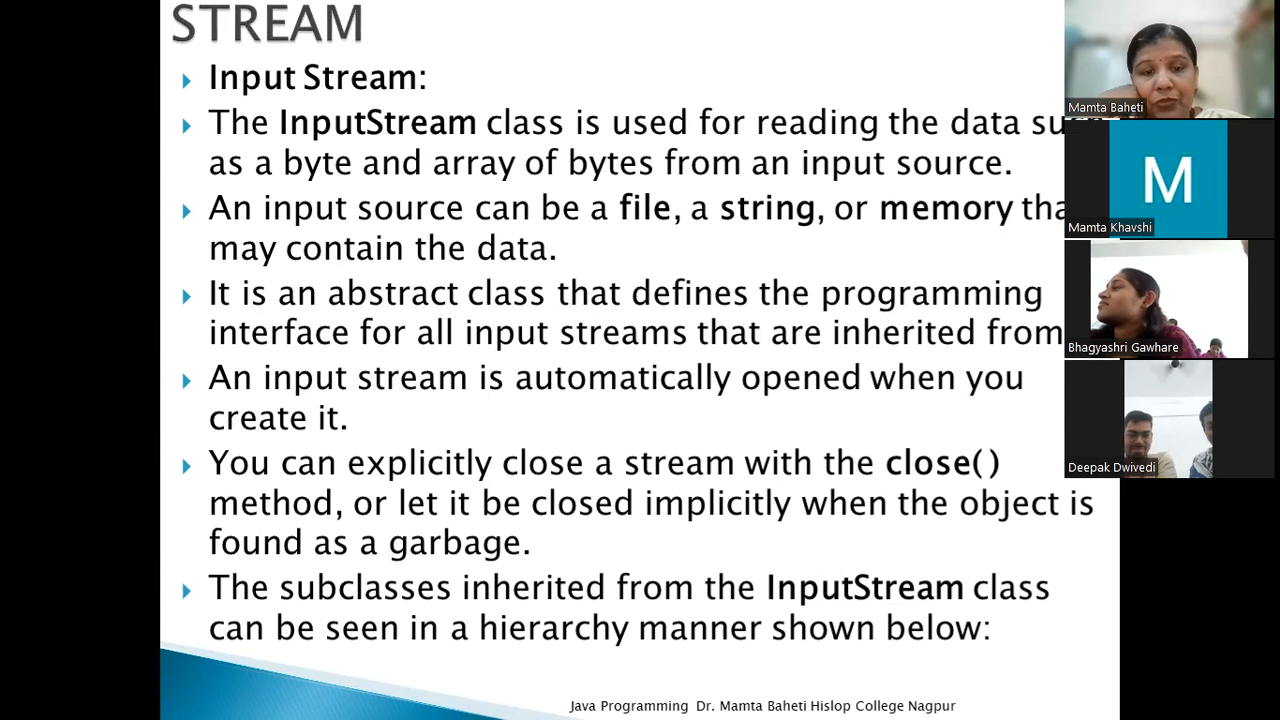 STREAM
Input Stream:
The InputStream class is used for reading the data such
as a byte and array of bytes from an input source.
An input source can be a file, a string, or memory tha
may contain the data.
It is an abstract class that defines the programming
interface for all input streams that are inherited from
An input stream is automatically opened when you
create it.
You can explicitly close a stream with the close()
method, or let it be closed implicitly when the object is
found as a garbage.
The subclasses inherited from the InputStream class
can be seen in a hierarchy manner shown below:
Java Programming Dr. Mamta Baheti Hislop College Nagpur
Mamta Baheti
M
Mamta Khavshi
Bhagyashri Gawhare
Deepak Dwivedi